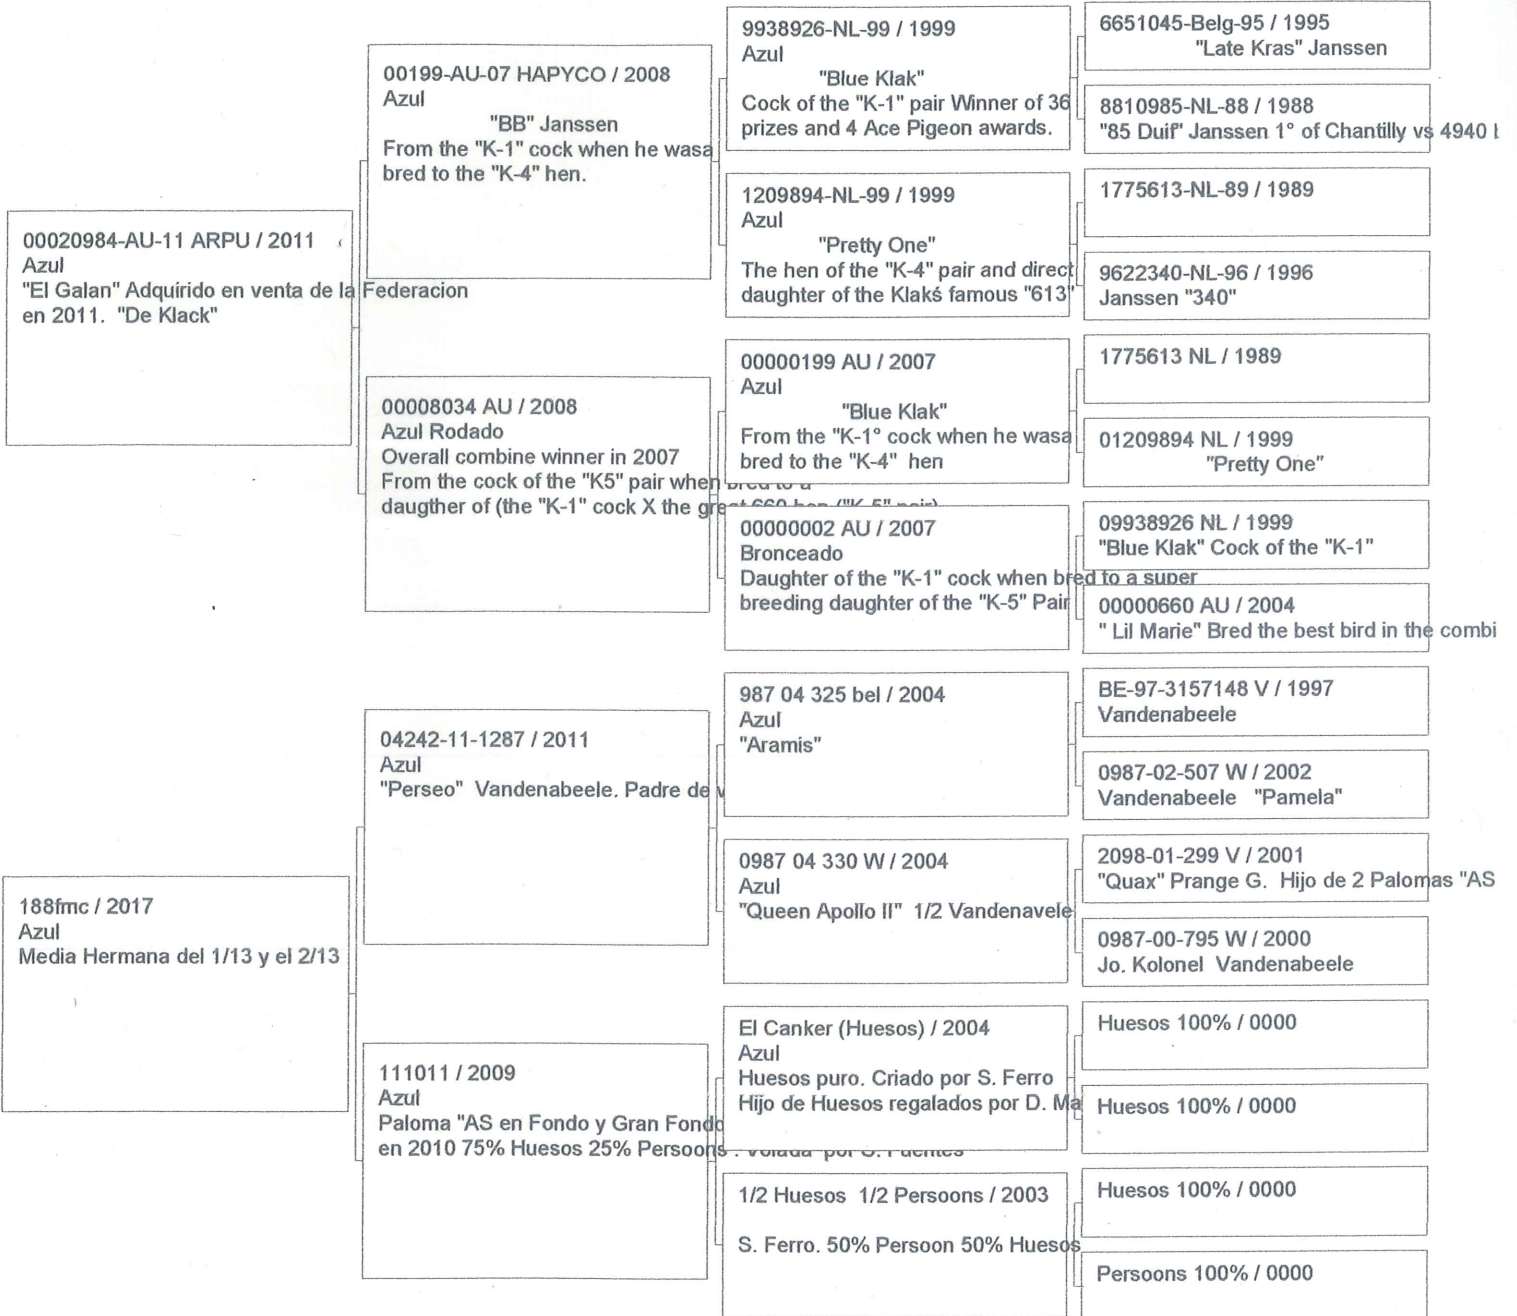 00020984-AU-11 ARPU / 2011
Azul
"El Galan" Adquirido en venta de la Federacion
en 2011.  "De Klack"
188fmc / 2017
Azul
Media Hermana del 1/13 y el 2/13
00199-AU-07 HAPYCO / 2008
Azul
"BB" Janssen
From the "K-1" cock when he wasa
bred to the "K-4" hen.
00008034 AU / 2008
Azul Rodado
Overall combine winner in 2007
From the cock of the "K5" pair when bred to a
daugther of (the "K-1" cock X the great 660 hen ("K-5" pair)
04242-11-1287 / 2011
Azul
"Perseo"  Vandenabeele. Padre de v
111011 / 2009
Azul
Paloma "AS en Fondo y Gran Fondo
en 2010 75% Huesos 25% Persoons . Volada  por S. Fuentes
9938926-NL-99 / 1999
Azul
"Blue Klak"
Cock of the "K-1" pair Winner of 36
prizes and 4 Ace Pigeon awards.
1209894-NL-99 / 1999
Azul
"Pretty One"
The hen of the "K-4" pair and direct
daughter of the Klakś famous "613"
00000199 AU / 2007
Azul
"Blue Klak"
From the "K-1° cock when he wasa
bred to the "K-4"  hen
00000002 AU / 2007
Bronceado
Daughter of the "K-1" cock when bred to a super
breeding daughter of the "K-5" Pair
987 04 325 bel / 2004
Azul
"Aramis"
0987 04 330 W / 2004
Azul
"Queen Apollo II"  1/2 Vandenavele
El Canker (Huesos) / 2004
Azul
Huesos puro. Criado por S. Ferro
Hijo de Huesos regalados por D. Ma
1/2 Huesos  1/2 Persoons / 2003
S. Ferro. 50% Persoon 50% Huesos
6651045-Belg-95 / 1995
"Late Kras" Janssen
8810985-NL-88 / 1988
"85 Duif" Janssen 1° of Chantilly vs 4940
1775613-NL-89 / 1989
9622340-NL-96 / 1996
Janssen "340"
1775613 NL / 1989
01209894 NL / 1999
"Pretty One"
09938926 NL / 1999
"Blue Klak" Cock of the "K-1"
00000660 AU / 2004
" Lil Marie" Bred the best bird in the combi
BE-97-3157148 V / 1997
Vandenabeele
0987-02-507 W / 2002
Vandenabeele   "Pamela"
2098-01-299 V / 2001
"Quax" Prange G.  Hijo de 2 Palomas "AS
0987-00-795 W / 2000
Jo. Kolonel  Vandenabeele
Huesos 100% / 0000
Huesos 100% / 0000
Huesos 100% / 0000
Persoons 100% / 0000